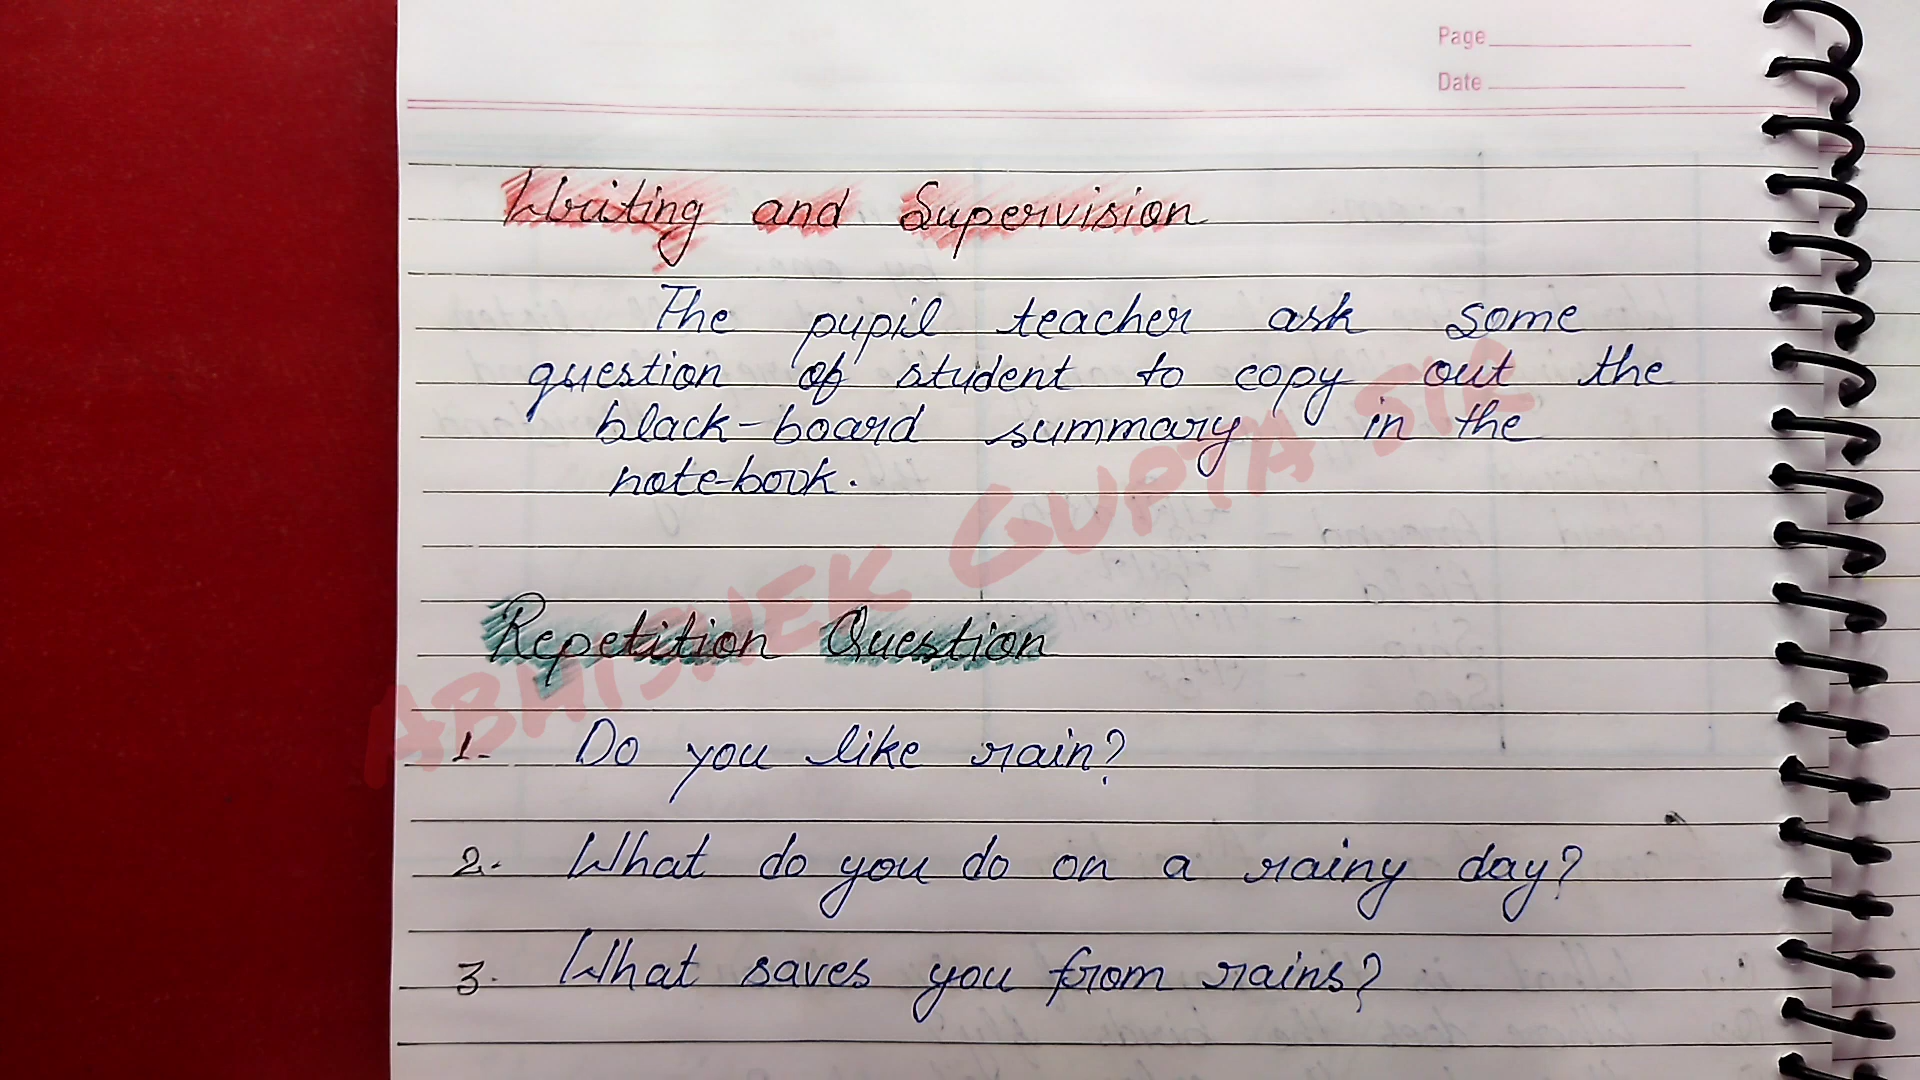 Page
Date
Writing and Supervision
The pupil teacher ask some
question of student to copy out the
black-board summary in the
note-book.
ABHISHEK GUPTA SIR
Repetition Question
1. Do you like rain?
2. What do you do on a rainy day?
3. What saves you from rains?